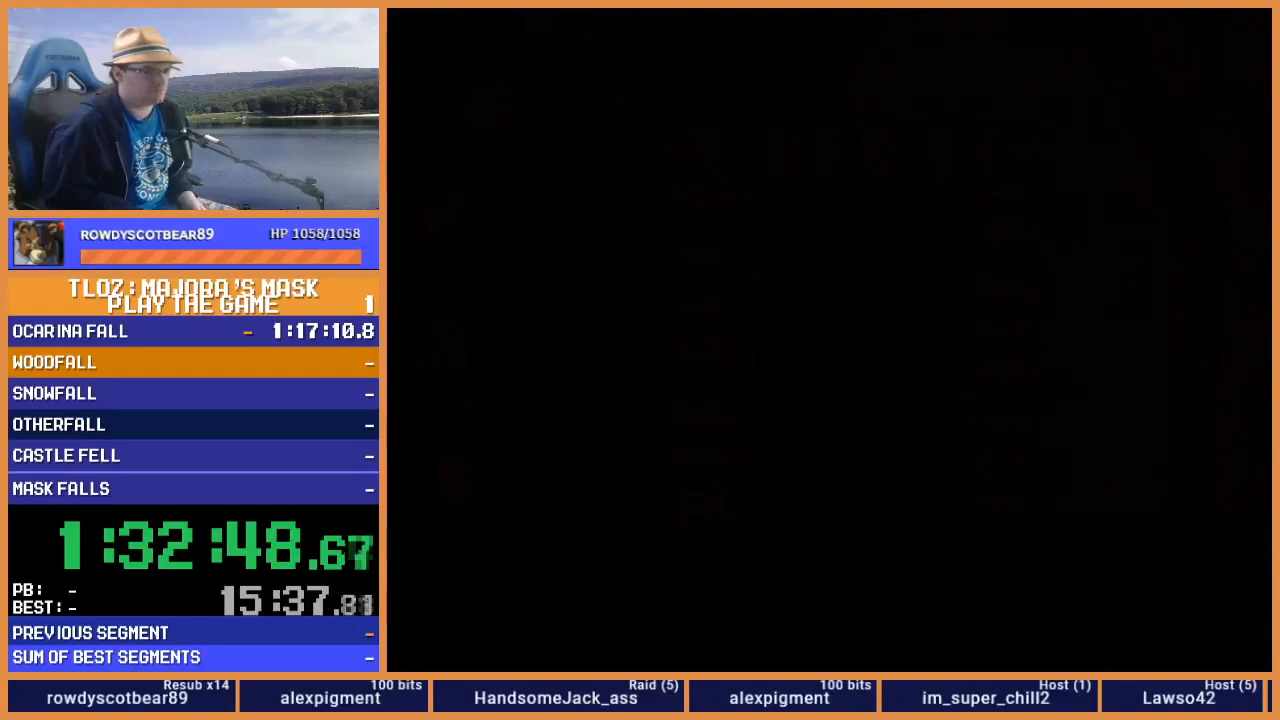 ROWDYSCOTBEAR89 HP 1058/1058
TLOZ: MAJORA'S MASK
PLAY THE GAME 1
OCARINA FALL - 1:17:10.8
WOODFALL -
SNOWFALL -
OTHERFALL -
CASTLE FELL -
MASK FALLS -
1:32:48.67
PB: -
BEST: -
15:37
PREVIOUS SEGMENT -
SUM OF BEST SEGMENTS -
Resub x14
rowdyscotbear89
100 bits
alexpigment
Raid (5)
HandsomeJack_ass
100 bits
alexpigment
Host (1)
im_super_chill2
Host (5)
Lawso42